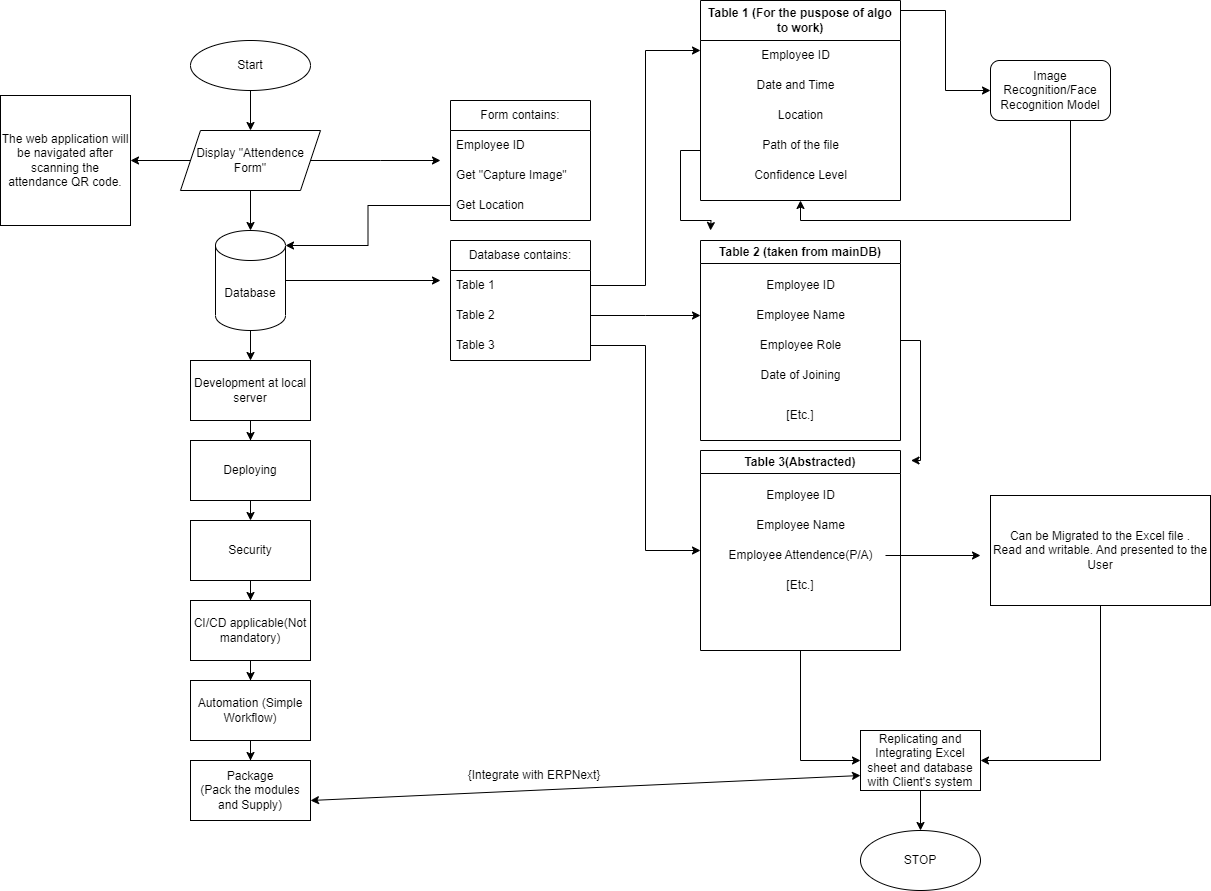 Start
The web application will
be navigated after
scanning the
attendance QR code.
Display "Attendence
Form"
Form contains:
Employee ID
Get "Capture Image"
Get Location
Database
Database contains:
Table 1
Table 2
Table 3
Table 1 (For the puspose of algo
to work)
Employee ID
Date and Time
Location
Path of the file
Confidence Level
Image
Recognition/Face
Recognition Model
Table 2 (taken from mainDB)
Employee ID
Employee Name
Employee Role
Date of Joining
[Etc.]
Table 3(Abstracted)
Employee ID
Employee Name
Employee Attendence(P/A)
[Etc.]
Can be Migrated to the Excel file .
Read and writable. And presented to the
User
Development at local
server
Deploying
Security
CI/CD applicable(Not
mandatory)
Automation (Simple
Workflow)
Package
(Pack the modules
and Supply)
{Integrate with ERPNext}
Replicating and
Integrating Excel
sheet and database
with Client's system
STOP